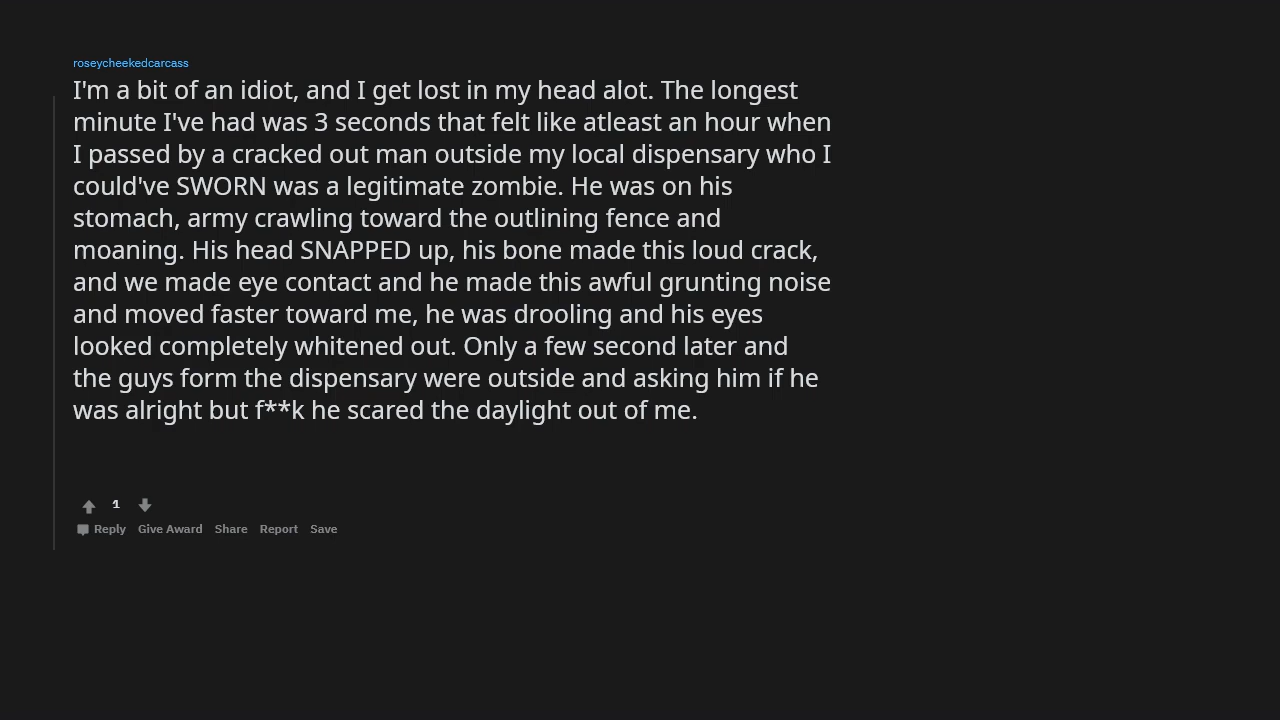 roseycheekedcarcass
I'm a bit of an idiot, and I get lost in my head alot. The longest
minute I've had was 3 seconds that felt like atleast an hour when
I passed by a cracked out man outside my local dispensary who I
could've SWORN was a legitimate zombie. He was on his
stomach, army crawling toward the outlining fence and
moaning. His head SNAPPED up, his bone made this loud crack,
and we made eye contact and he made this awful grunting noise
and moved faster toward me, he was drooling and his eyes
looked completely whitened out. Only a few second later and
the guys form the dispensary were outside and asking him if he
was alright but f**k he scared the daylight out of me.
1
Reply Give Award Share Report Save